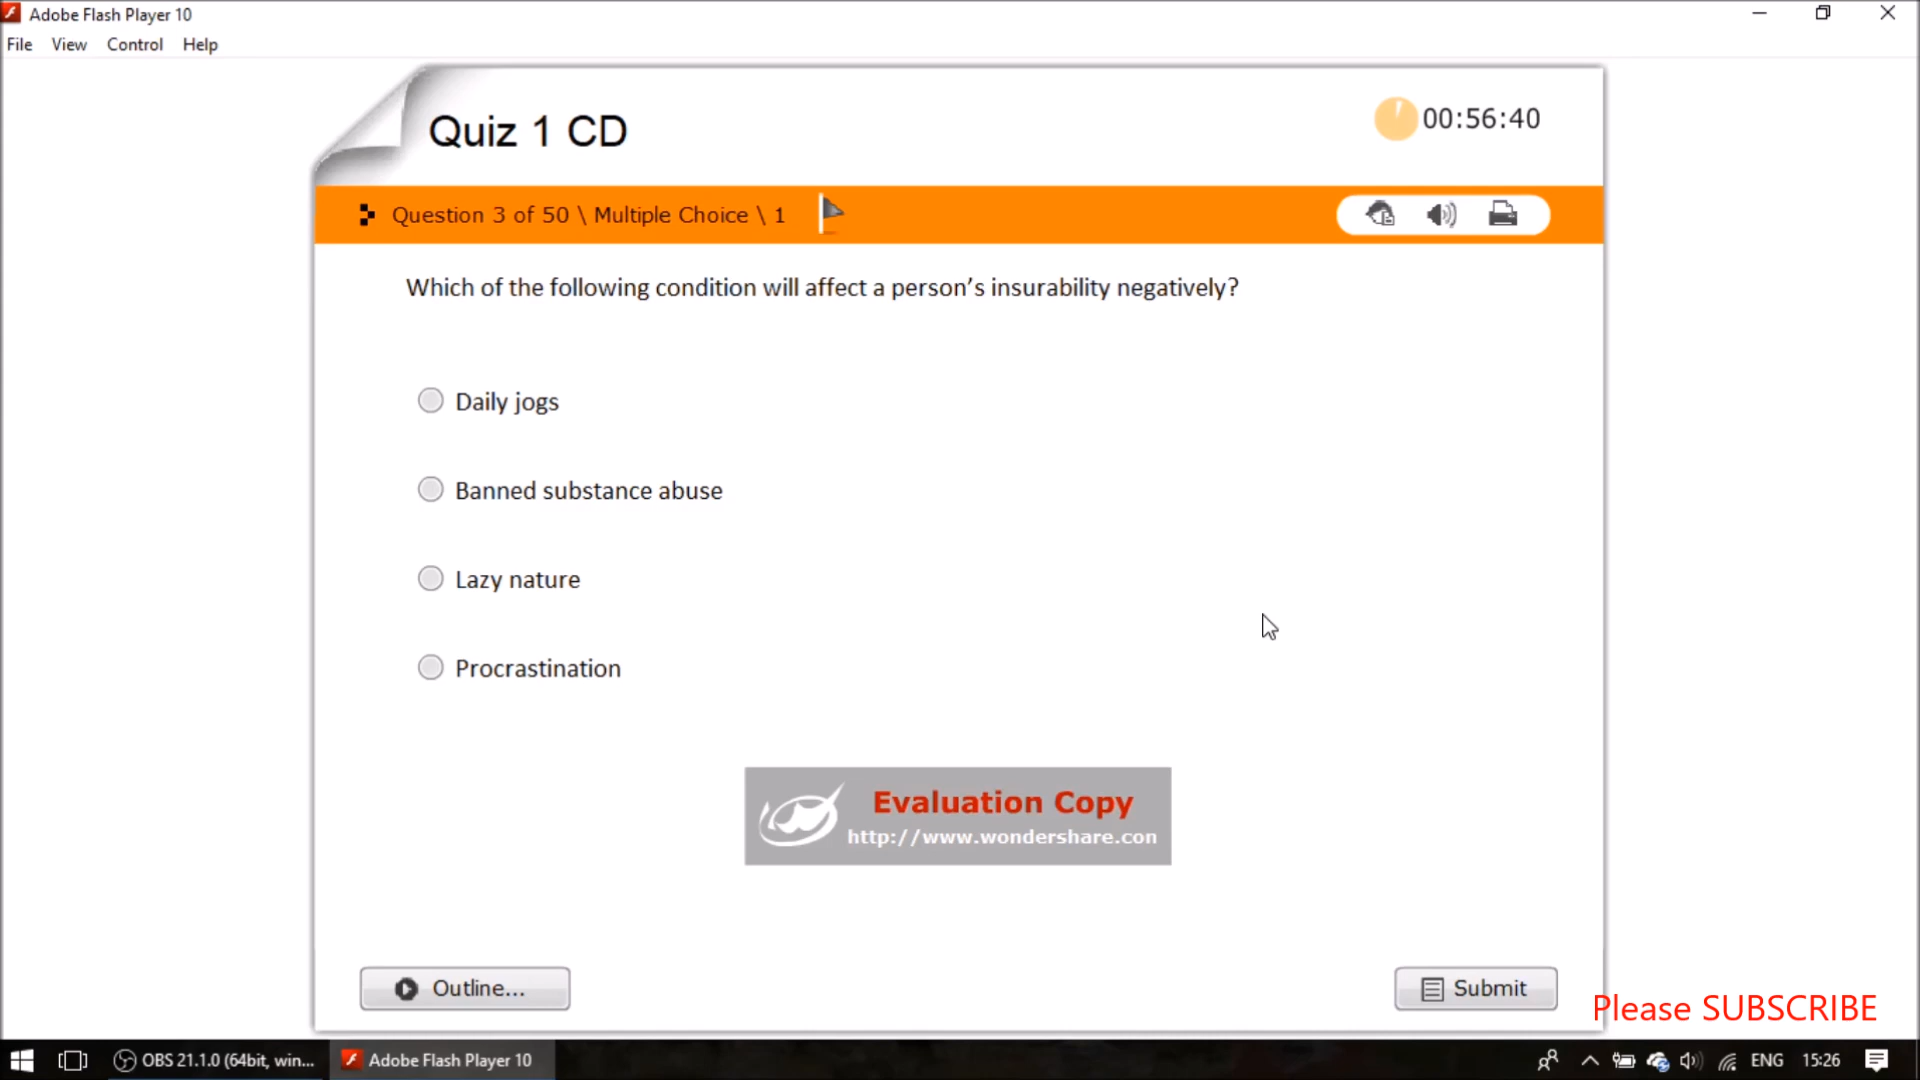 Adobe Flash Player 10
File View Control Help
Quiz 1 CD
00:56:40
Question 3 of 50 \ Multiple Choice \ 1
Which of the following condition will affect a person’s insurability negatively?
Daily jogs
Banned substance abuse
Lazy nature
Procrastination
Evaluation Copy
http://www.wondershare.con
Outline...
Submit
Please SUBSCRIBE
OBS 21.1.0 (64bit, win...
Adobe Flash Player 10
ENG
15:26